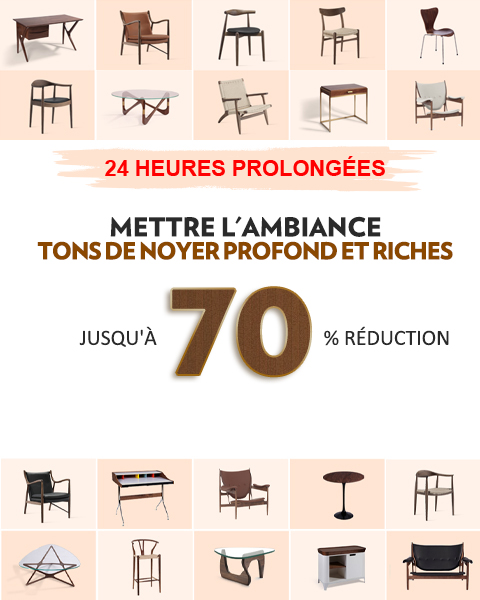 24 HEURES PROLONGÉES
METTRE L´AMBIANCE
TONS DE NOYER PROFOND ET RICHES
JUSQU'À 70 % RÉDUCTION